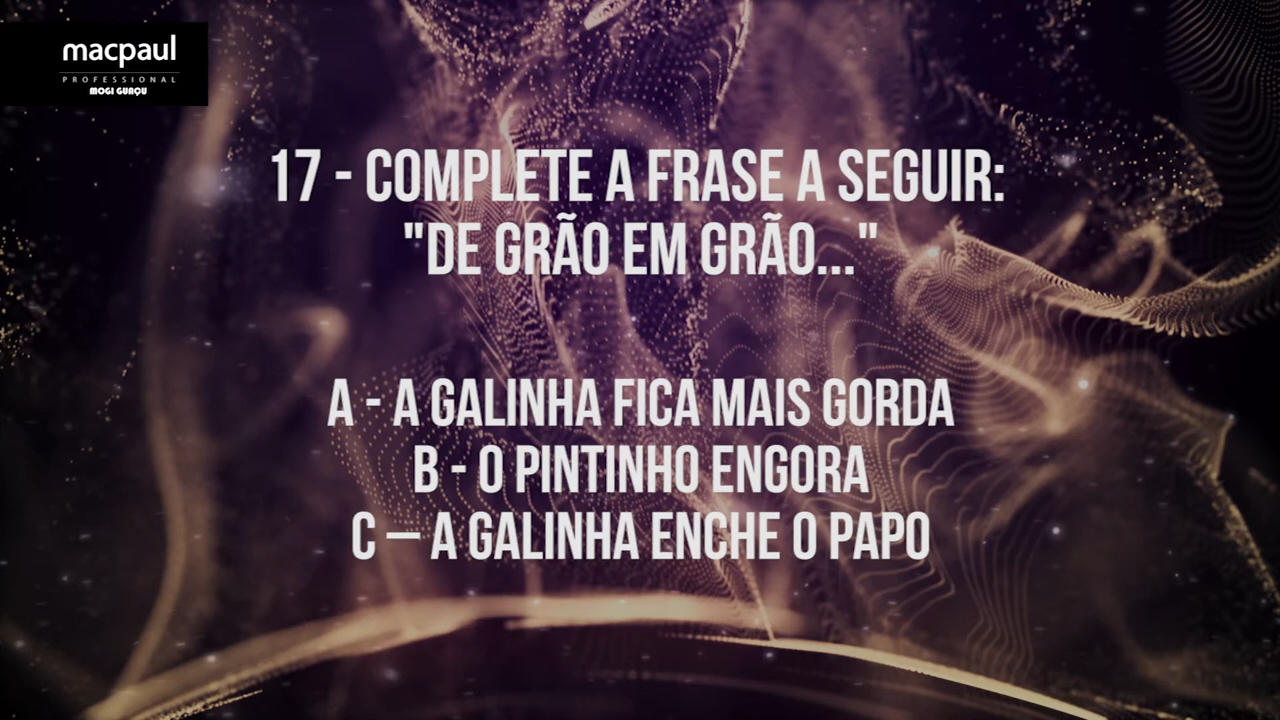 macpaul
PROFESSIONAL
MOGI GUAÇU
17 - COMPLETE A FRASE A SEGUIR:
"DE GRÃO EM GRÃO..."
A - A GALINHA FICA MAIS GORDA
B - O PINTINHO ENGORA
C – A GALINHA ENCHE O PAPO